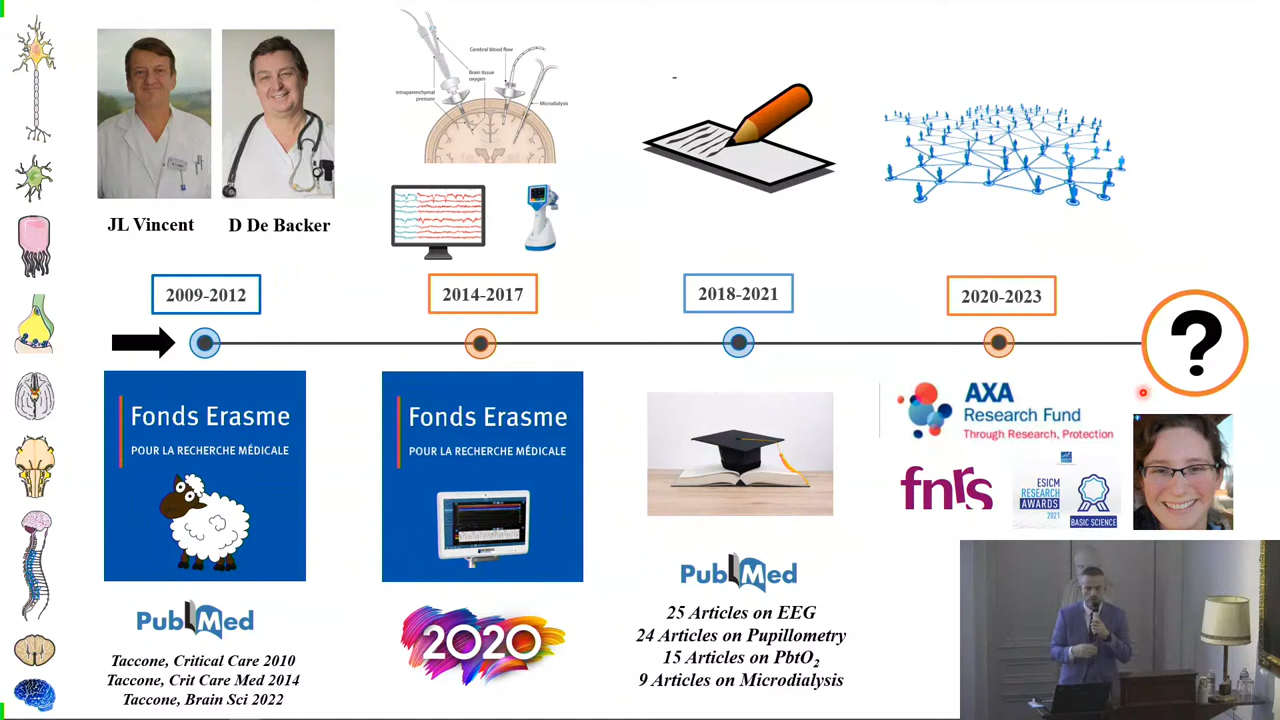 JL Vincent
D De Backer
Cerebral blood flow
Brain tissue
oxygen
Intraparenchymal
pressure
Microdialysis
2009-2012
2014-2017
2018-2021
2020-2023
?
Fonds Erasme
POUR LA RECHERCHE MÉDICALE
Fonds Erasme
POUR LA RECHERCHE MÉDICALE
AXA
Research Fund
Through Research, Protection
fnrs
ESICM
RESEARCH
AWARDS
2021
BASIC SCIENCE
PubMed
Taccone, Critical Care 2010
Taccone, Crit Care Med 2014
Taccone, Brain Sci 2022
2020
PubMed
25 Articles on EEG
24 Articles on Pupillometry
15 Articles on PbtO2
9 Articles on Microdialysis